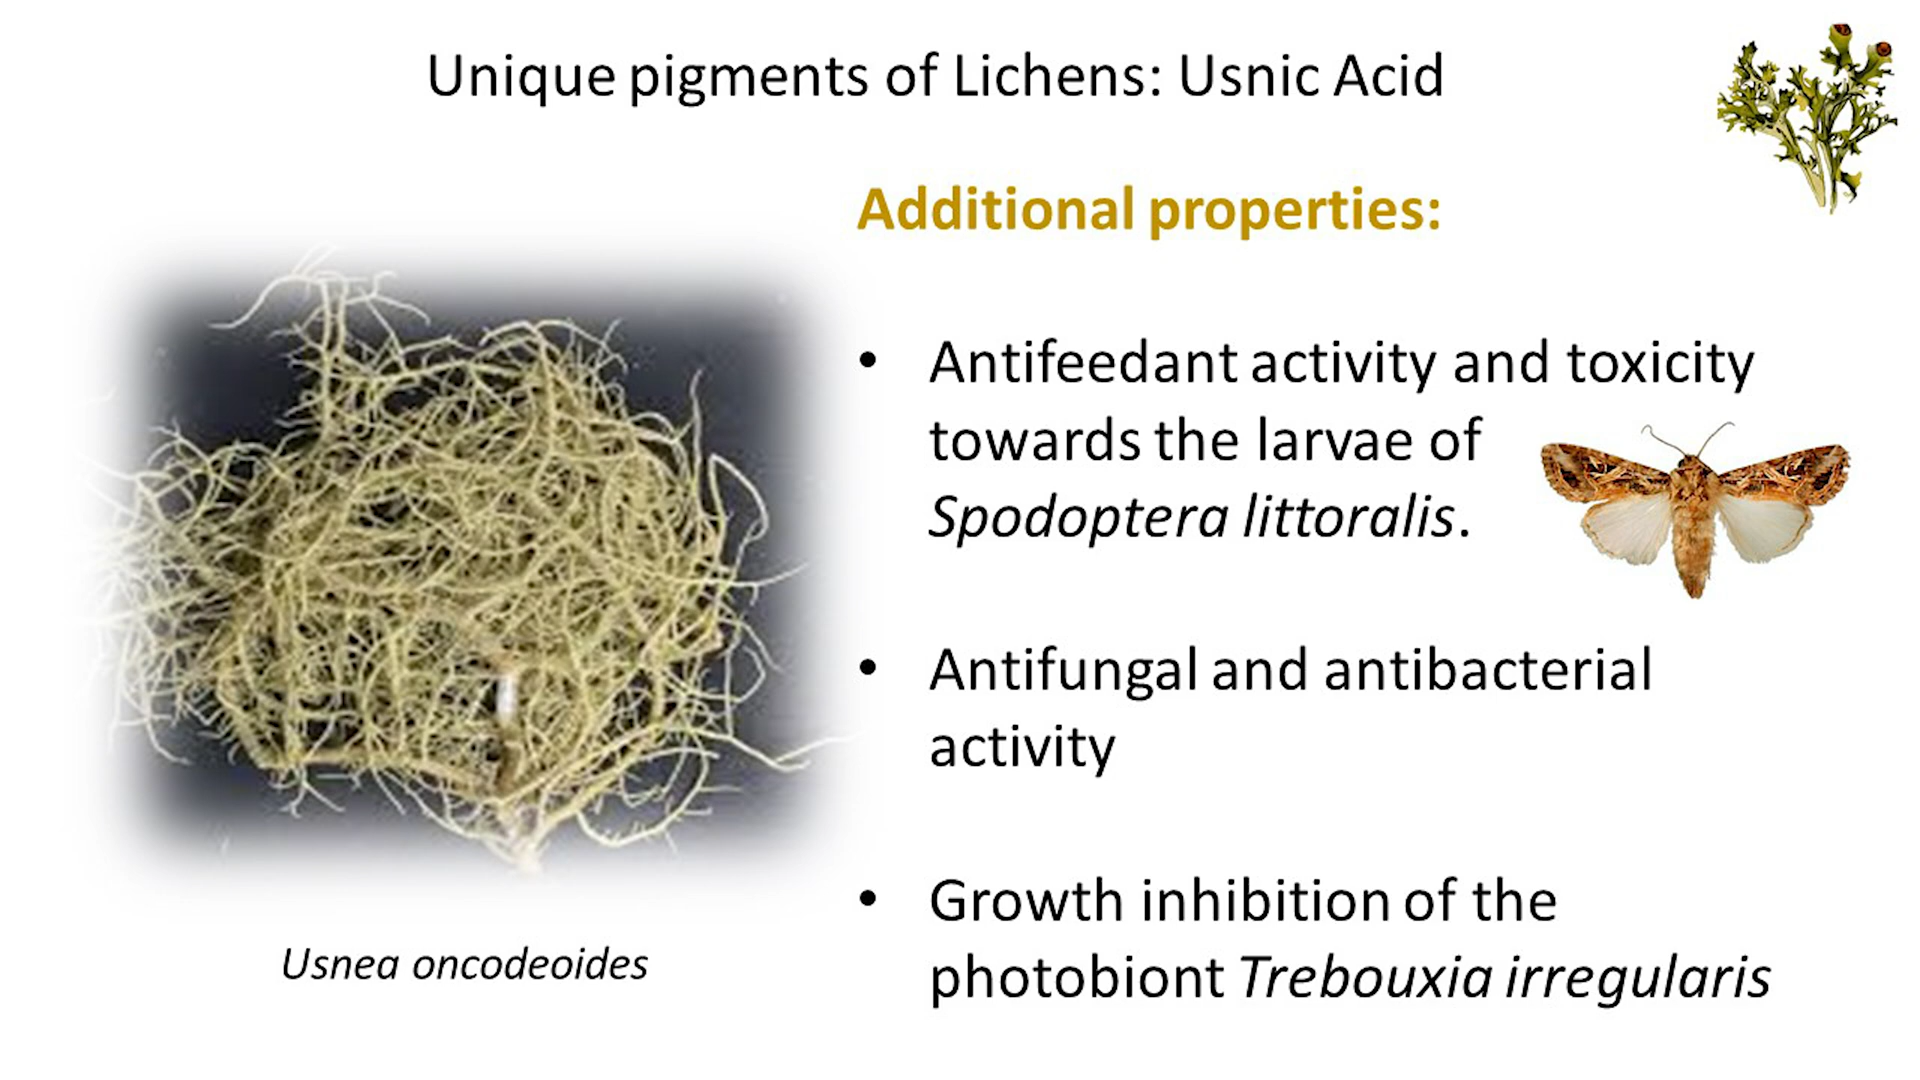 Unique pigments of Lichens: Usnic Acid
Additional properties:
• Antifeedant activity and toxicity
towards the larvae of
Spodoptera littoralis.
• Antifungal and antibacterial
activity
• Growth inhibition of the
photobiont Trebouxia irregularis
Usnea oncodeoides